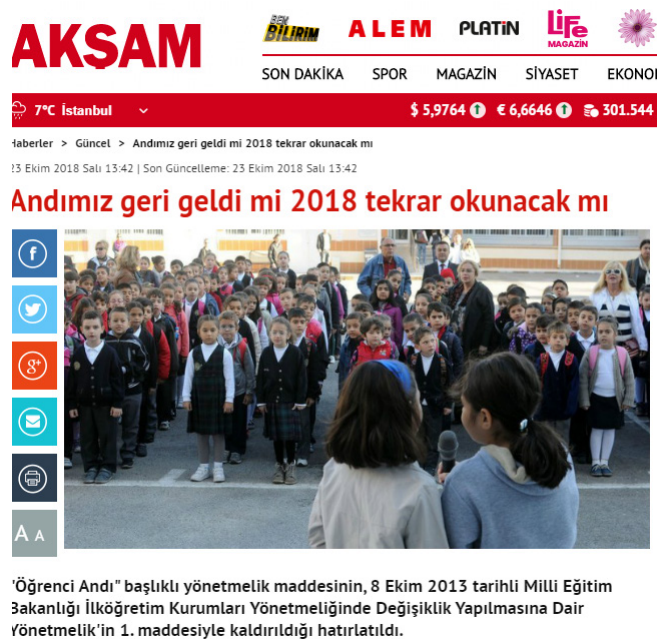 AKŞAM
BEN BİLİRİM
ALEM
PLATİN
LiFe
MAGAZİN
SON DAKİKA SPOR MAGAZİN SİYASET EKONO
7°C İstanbul $ 5,9764 € 6,6646 301.544
Haberler > Güncel > Andımız geri geldi mi 2018 tekrar okunacak mı
23 Ekim 2018 Salı 13:42 | Son Güncelleme: 23 Ekim 2018 Salı 13:42
Andımız geri geldi mi 2018 tekrar okunacak mı
f
g+
A A
"Öğrenci Andı" başlıklı yönetmelik maddesinin, 8 Ekim 2013 tarihli Milli Eğitim
Bakanlığı İlköğretim Kurumları Yönetmeliğinde Değişiklik Yapılmasına Dair
Yönetmelik'in 1. maddesiyle kaldırıldığı hatırlatıldı.